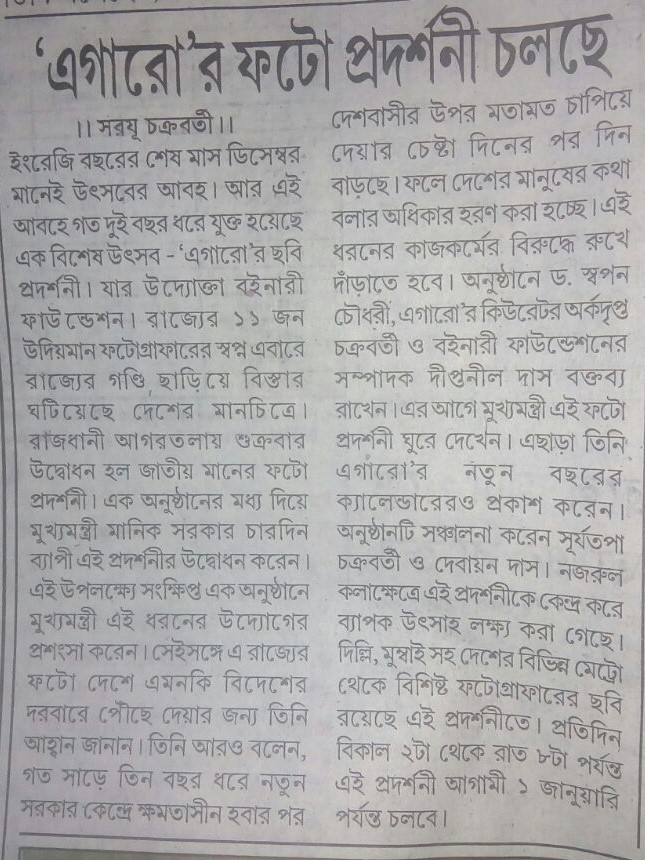 'এগারো'র ফটো প্রদর্শনী চলছে
।। সরযূ চক্রবর্তী ।।
ইংরেজি বছরের শেষ মাস ডিসেম্বর
মানেই উৎসবের আবহ। আর এই
আবহে গত দুই বছর ধরে যুক্ত হয়েছে
এক বিশেষ উৎসব - 'এগারো'র ছবি
প্রদর্শনী। যার উদ্যোক্তা বইনারী
ফাউন্ডেশন। রাজ্যের ১১ জন
উদিয়মান ফটোগ্রাফারের স্বপ্ন এবারে
রাজ্যের গণ্ডি ছাড়িয়ে বিস্তার
ঘটিয়েছে দেশের মানচিত্রে।
রাজধানী আগরতলায় শুক্রবার
উদ্বোধন হল জাতীয় মানের ফটো
প্রদর্শনী। এক অনুষ্ঠানের মধ্য দিয়ে
মুখ্যমন্ত্রী মানিক সরকার চারদিন
ব্যাপী এই প্রদর্শনীর উদ্বোধন করেন।
এই উপলক্ষ্যে সংক্ষিপ্ত এক অনুষ্ঠানে
মুখ্যমন্ত্রী এই ধরনের উদ্যোগের
প্রশংসা করেন। সেইসঙ্গে এ রাজ্যের
ফটো দেশে এমনকি বিদেশের
দরবারে পৌঁছে দেয়ার জন্য তিনি
আহ্বান জানান। তিনি আরও বলেন,
গত সাড়ে তিন বছর ধরে নতুন
সরকার কেন্দ্রে ক্ষমতাসীন হবার পর
দেশবাসীর উপর মতামত চাপিয়ে
দেয়ার চেষ্টা দিনের পর দিন
বাড়ছে। ফলে দেশের মানুষের কথা
বলার অধিকার হরণ করা হচ্ছে। এই
ধরনের কাজকর্মের বিরুদ্ধে রুখে
দাঁড়াতে হবে। অনুষ্ঠানে ড. স্বপন
চৌধুরী, এগারো'র কিউরেটর অর্কদৃপ্ত
চক্রবর্তী ও বইনারী ফাউন্ডেশনের
সম্পাদক দীপ্তনীল দাস বক্তব্য
রাখেন। এর আগে মুখ্যমন্ত্রী এই ফটো
প্রদর্শনী ঘুরে দেখেন। এছাড়া তিনি
এগারো'র নতুন বছরের
ক্যালেন্ডারেরও প্রকাশ করেন।
অনুষ্ঠানটি সঞ্চালনা করেন সূর্যতপা
চক্রবর্তী ও দেবায়ন দাস। নজরুল
কলাক্ষেত্রে এই প্রদর্শনীকে কেন্দ্র করে
ব্যাপক উৎসাহ লক্ষ্য করা গেছে।
দিল্লি, মুম্বাই সহ দেশের বিভিন্ন মেট্রো
থেকে বিশিষ্ট ফটোগ্রাফারের ছবি
রয়েছে এই প্রদর্শনীতে। প্রতিদিন
বিকাল ২টা থেকে রাত ৮টা পর্যন্ত
এই প্রদর্শনী আগামী ১ জানুয়ারি
পর্যন্ত চলবে।